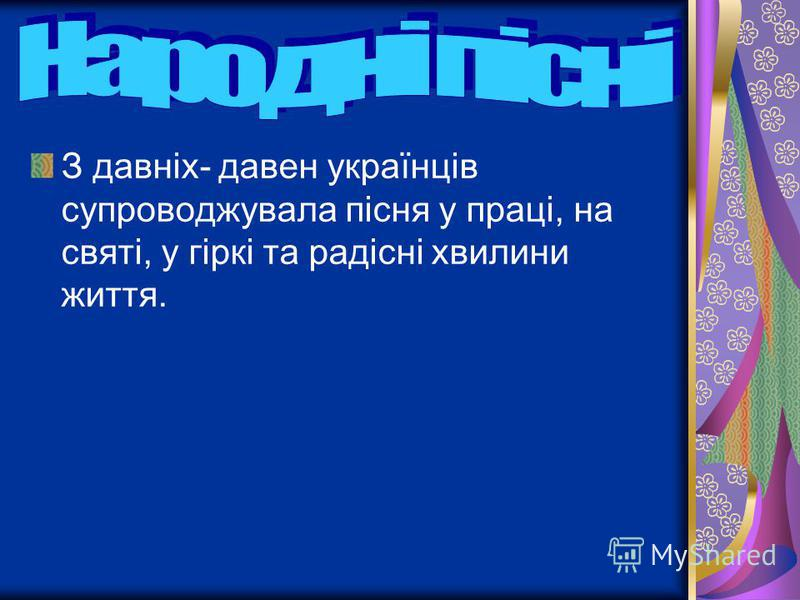 Народні пісні
З давніх- давен українців
супроводжувала пісня у праці, на
святі, у гіркі та радісні хвилини
життя.
MyShared